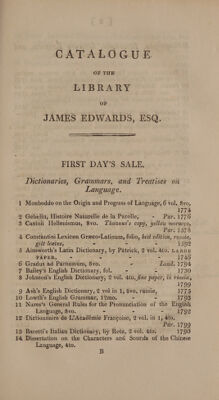 CATALOGUE
OF THE
LIBRARY
OF
JAMES EDWARDS, ESQ.
FIRST DAY'S SALE.
Dictionaries, Grammars, and Treatises on
Language.
1 Monboddo on the Origin and Progress of Language, 6 vol. 8vo.
1774
2 Gebelin, Histoire Naturelle de la Parole, Par. 1776
3 Castoli Hellenismus, 8vo. Thuanus's copy, yellow morocco,
Par. 1578
4 Constantini Lexicon Græco-Latinum, folio, best edition, russia,
gilt leaves, 1592
5 Ainsworth's Latin Dictionary, by Patrick, 2 vol. 4to. LARGE
PAPER, 1746
6 Gradus ad Parnassum, 8vo. Lond. 1794
7 Bailey's English Dictionary, fol. 1730
8 Johnson's English Dictionary, 2 vol. 4to, fine paper, in russia,
1799
9 Ash's English Dictionary, 2 vol in 1, 8vo, russia, 1775
10 Lowth's English Grammar, 12mo. 1793
11 Nares's General Rules for the Pronunciation of the English
Language, 8vo. 1792
12 Dictionnaire de L'Académie Françoise, 2 vol in 1, 4to.
Par. 1799
13 Baretti's Italian Dictionary, by Rota, 2 vol. 4to. 1790
14 Dissertation on the Characters and Sounds of the Chinese
Language, 4to.
B